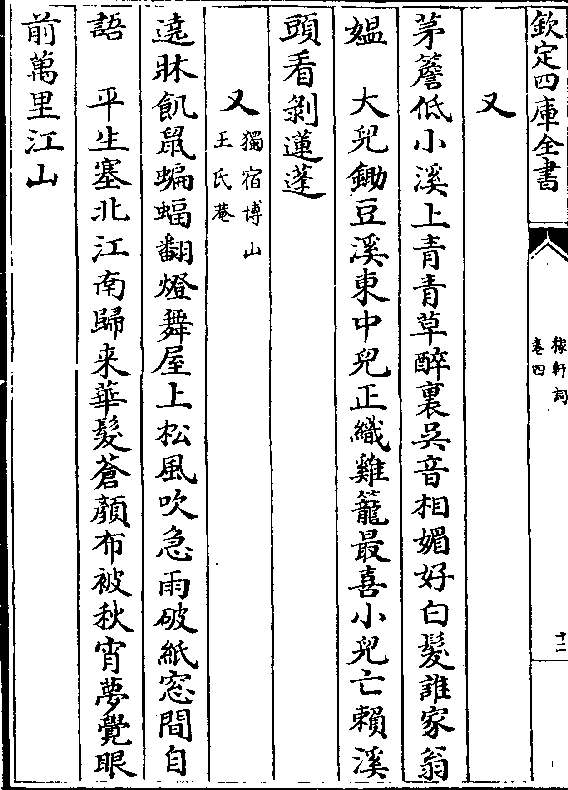 欽定四庫全書
稼軒詞
卷四
十二
又
茅簷低小溪上青青草醉裏吳音相媚好白髮誰家翁
媼　大兒鋤豆溪東中兒正織雞籠最喜小兒亡賴溪
頭看剝蓮蓬
又　獨宿博山
王氏菴
遶牀飢鼠蝙蝠翻燈舞屋上松風吹急雨破紙窓間自
語　平生塞北江南歸来華髮蒼顔布被秋宵夢覺眼
前萬里江山